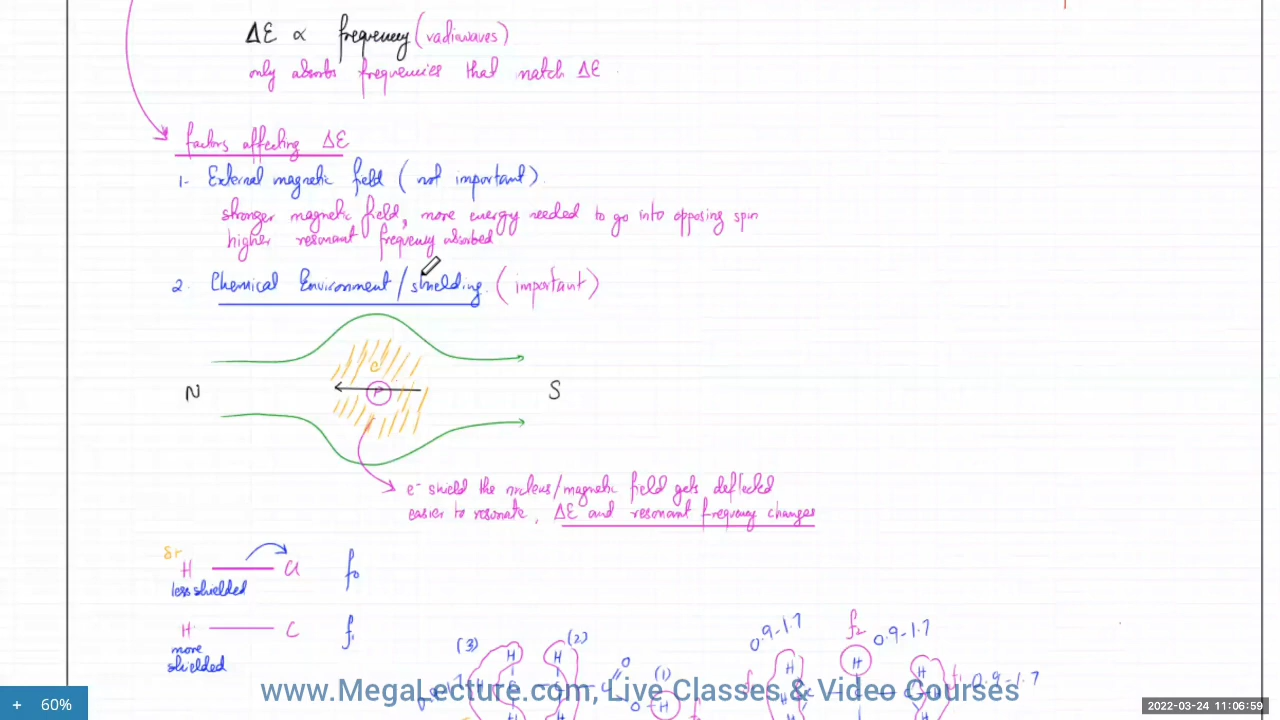 ΔE ∝ frequency (radiowaves)
only absorbs frequencies that match ΔE
factors affecting ΔE
1- External magnetic field (not important)
stronger magnetic field, more energy needed to go into opposing spin
higher resonant frequency absorbed
2. Chemical Environment/shielding. (important)
e⁻
N P S
e⁻ shield the nucleus/magnetic field gets deflected
easier to resonate, ΔE and resonant frequency changes
δ+
H Cl f₀
less shielded
H C f₁
more
shielded
(3) (2) 0.9-1.7 f₂ 0.9-1.7
H H O (1) H H H
O H C C f₁ 0.9-1.7
H H
www.MegaLecture.com, Live Classes & Video Courses
+ 60%
2022-03-24 11:06:59